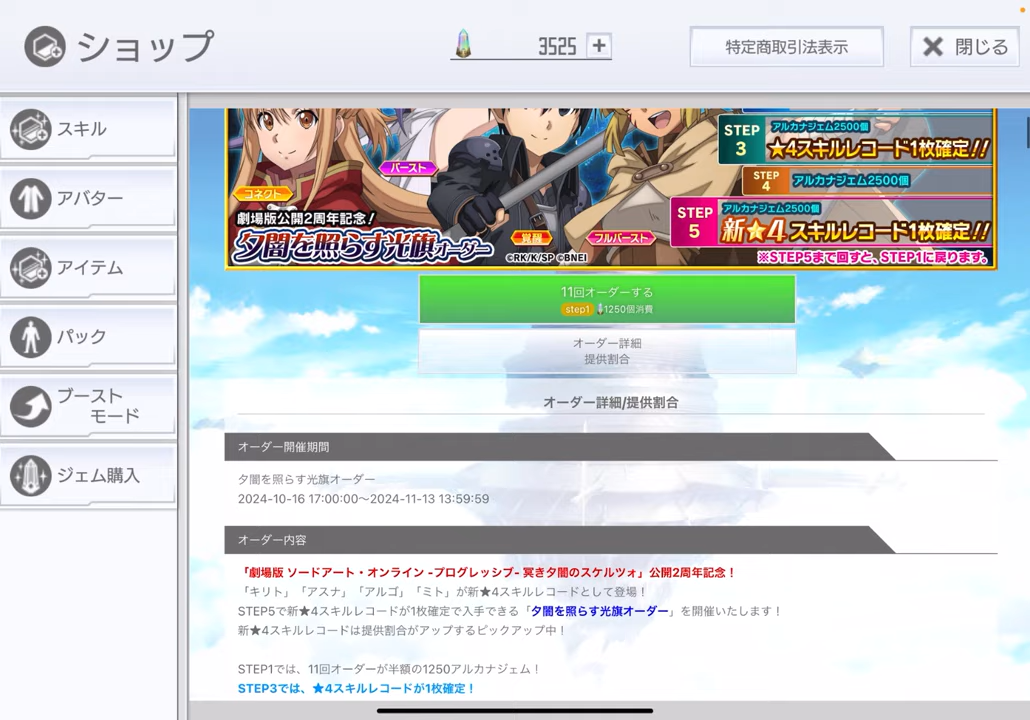 ショップ
3525
特定商取引法表示
閉じる
スキル
アバター
アイテム
パック
ブースト
モード
ジェム購入
コネクト
バースト
劇場版公開2周年記念!
夕闇を照らす光旗オーダー
覚醒
フルバースト
©RK/K/SP ©BNEI
STEP
3
アルカナジェム2500個
★4スキルレコード1枚確定!!
STEP
4
アルカナジェム2500個
STEP
5
アルカナジェム2500個
新★4スキルレコード1枚確定!!
※STEP5まで回すと、STEP1に戻ります。
11回オーダーする
step1 1250個消費
オーダー詳細
提供割合
オーダー詳細/提供割合
オーダー開催期間
夕闇を照らす光旗オーダー
2024-10-16 17:00:00〜2024-11-13 13:59:59
オーダー内容
「劇場版 ソードアート・オンライン -プログレッシブ- 冥き夕闇のスケルツォ」公開2周年記念！
「キリト」「アスナ」「アルゴ」「ミト」が新★4スキルレコードとして登場！
STEP5で新★4スキルレコードが1枚確定で入手できる「夕闇を照らす光旗オーダー」を開催いたします！
新★4スキルレコードは提供割合がアップするピックアップ中！
STEP1では、11回オーダーが半額の1250アルカナジェム！
STEP3では、★4スキルレコードが1枚確定！